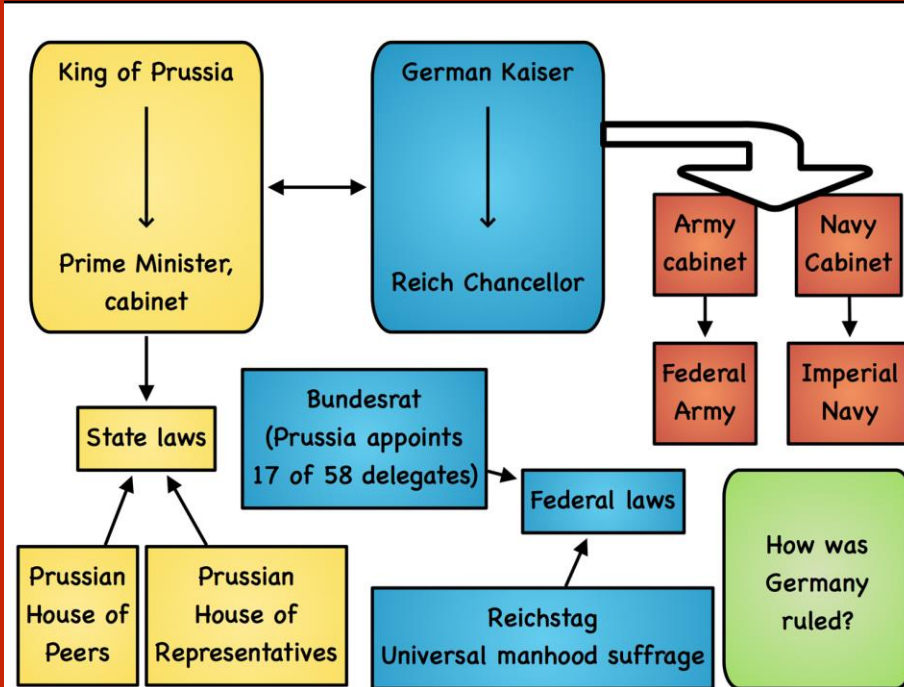 King of Prussia
Prime Minister,
cabinet
German Kaiser
Reich Chancellor
Army
cabinet
Navy
Cabinet
Federal
Army
Imperial
Navy
State laws
Bundesrat
(Prussia appoints
17 of 58 delegates)
Federal laws
Prussian
House of
Peers
Prussian
House of
Representatives
Reichstag
Universal manhood suffrage
How was
Germany
ruled?